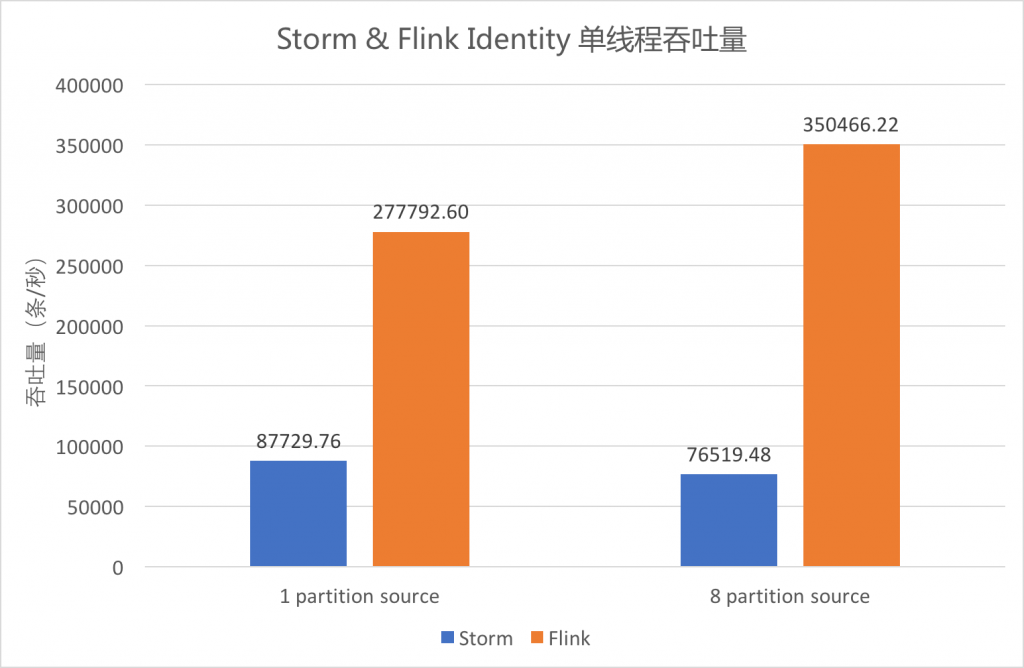 Storm & Flink Identity 单线程吞吐量
吞吐量（条/秒）
400000
350000
300000
250000
200000
150000
100000
50000
0
87729.76
277792.60
76519.48
350466.22
1 partition source
8 partition source
Storm
Flink